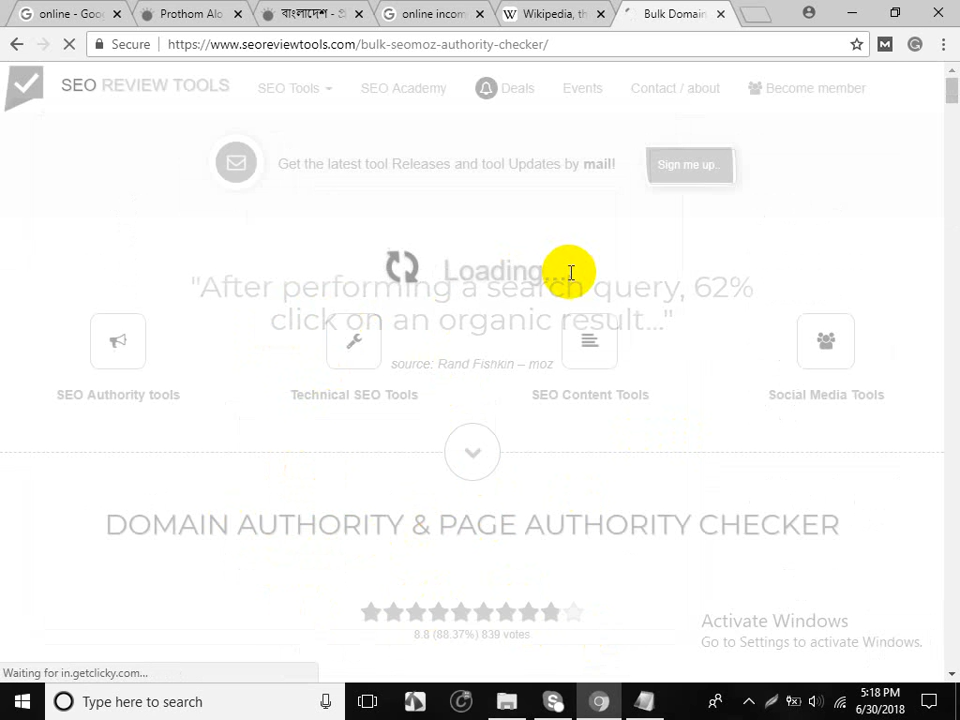 online - Goo
Prothom Alo
বাংলাদেশ - প্র
online incom
Wikipedia, th
Bulk Domain
Secure
https://www.seoreviewtools.com/bulk-seomoz-authority-checker/
SEO REVIEW TOOLS
SEO Tools
SEO Academy
Deals
Events
Contact / about
Become member
Get the latest tool Releases and tool Updates by mail!
Sign me up..
Loading...
"After performing a search query, 62%
click on an organic result..."
source: Rand Fishkin – moz
SEO Authority tools
Technical SEO Tools
SEO Content Tools
Social Media Tools
DOMAIN AUTHORITY & PAGE AUTHORITY CHECKER
8.8 (88.37%) 839 votes
Activate Windows
Go to Settings to activate Windows.
Waiting for in.getclicky.com...
Type here to search
5:18 PM
6/30/2018